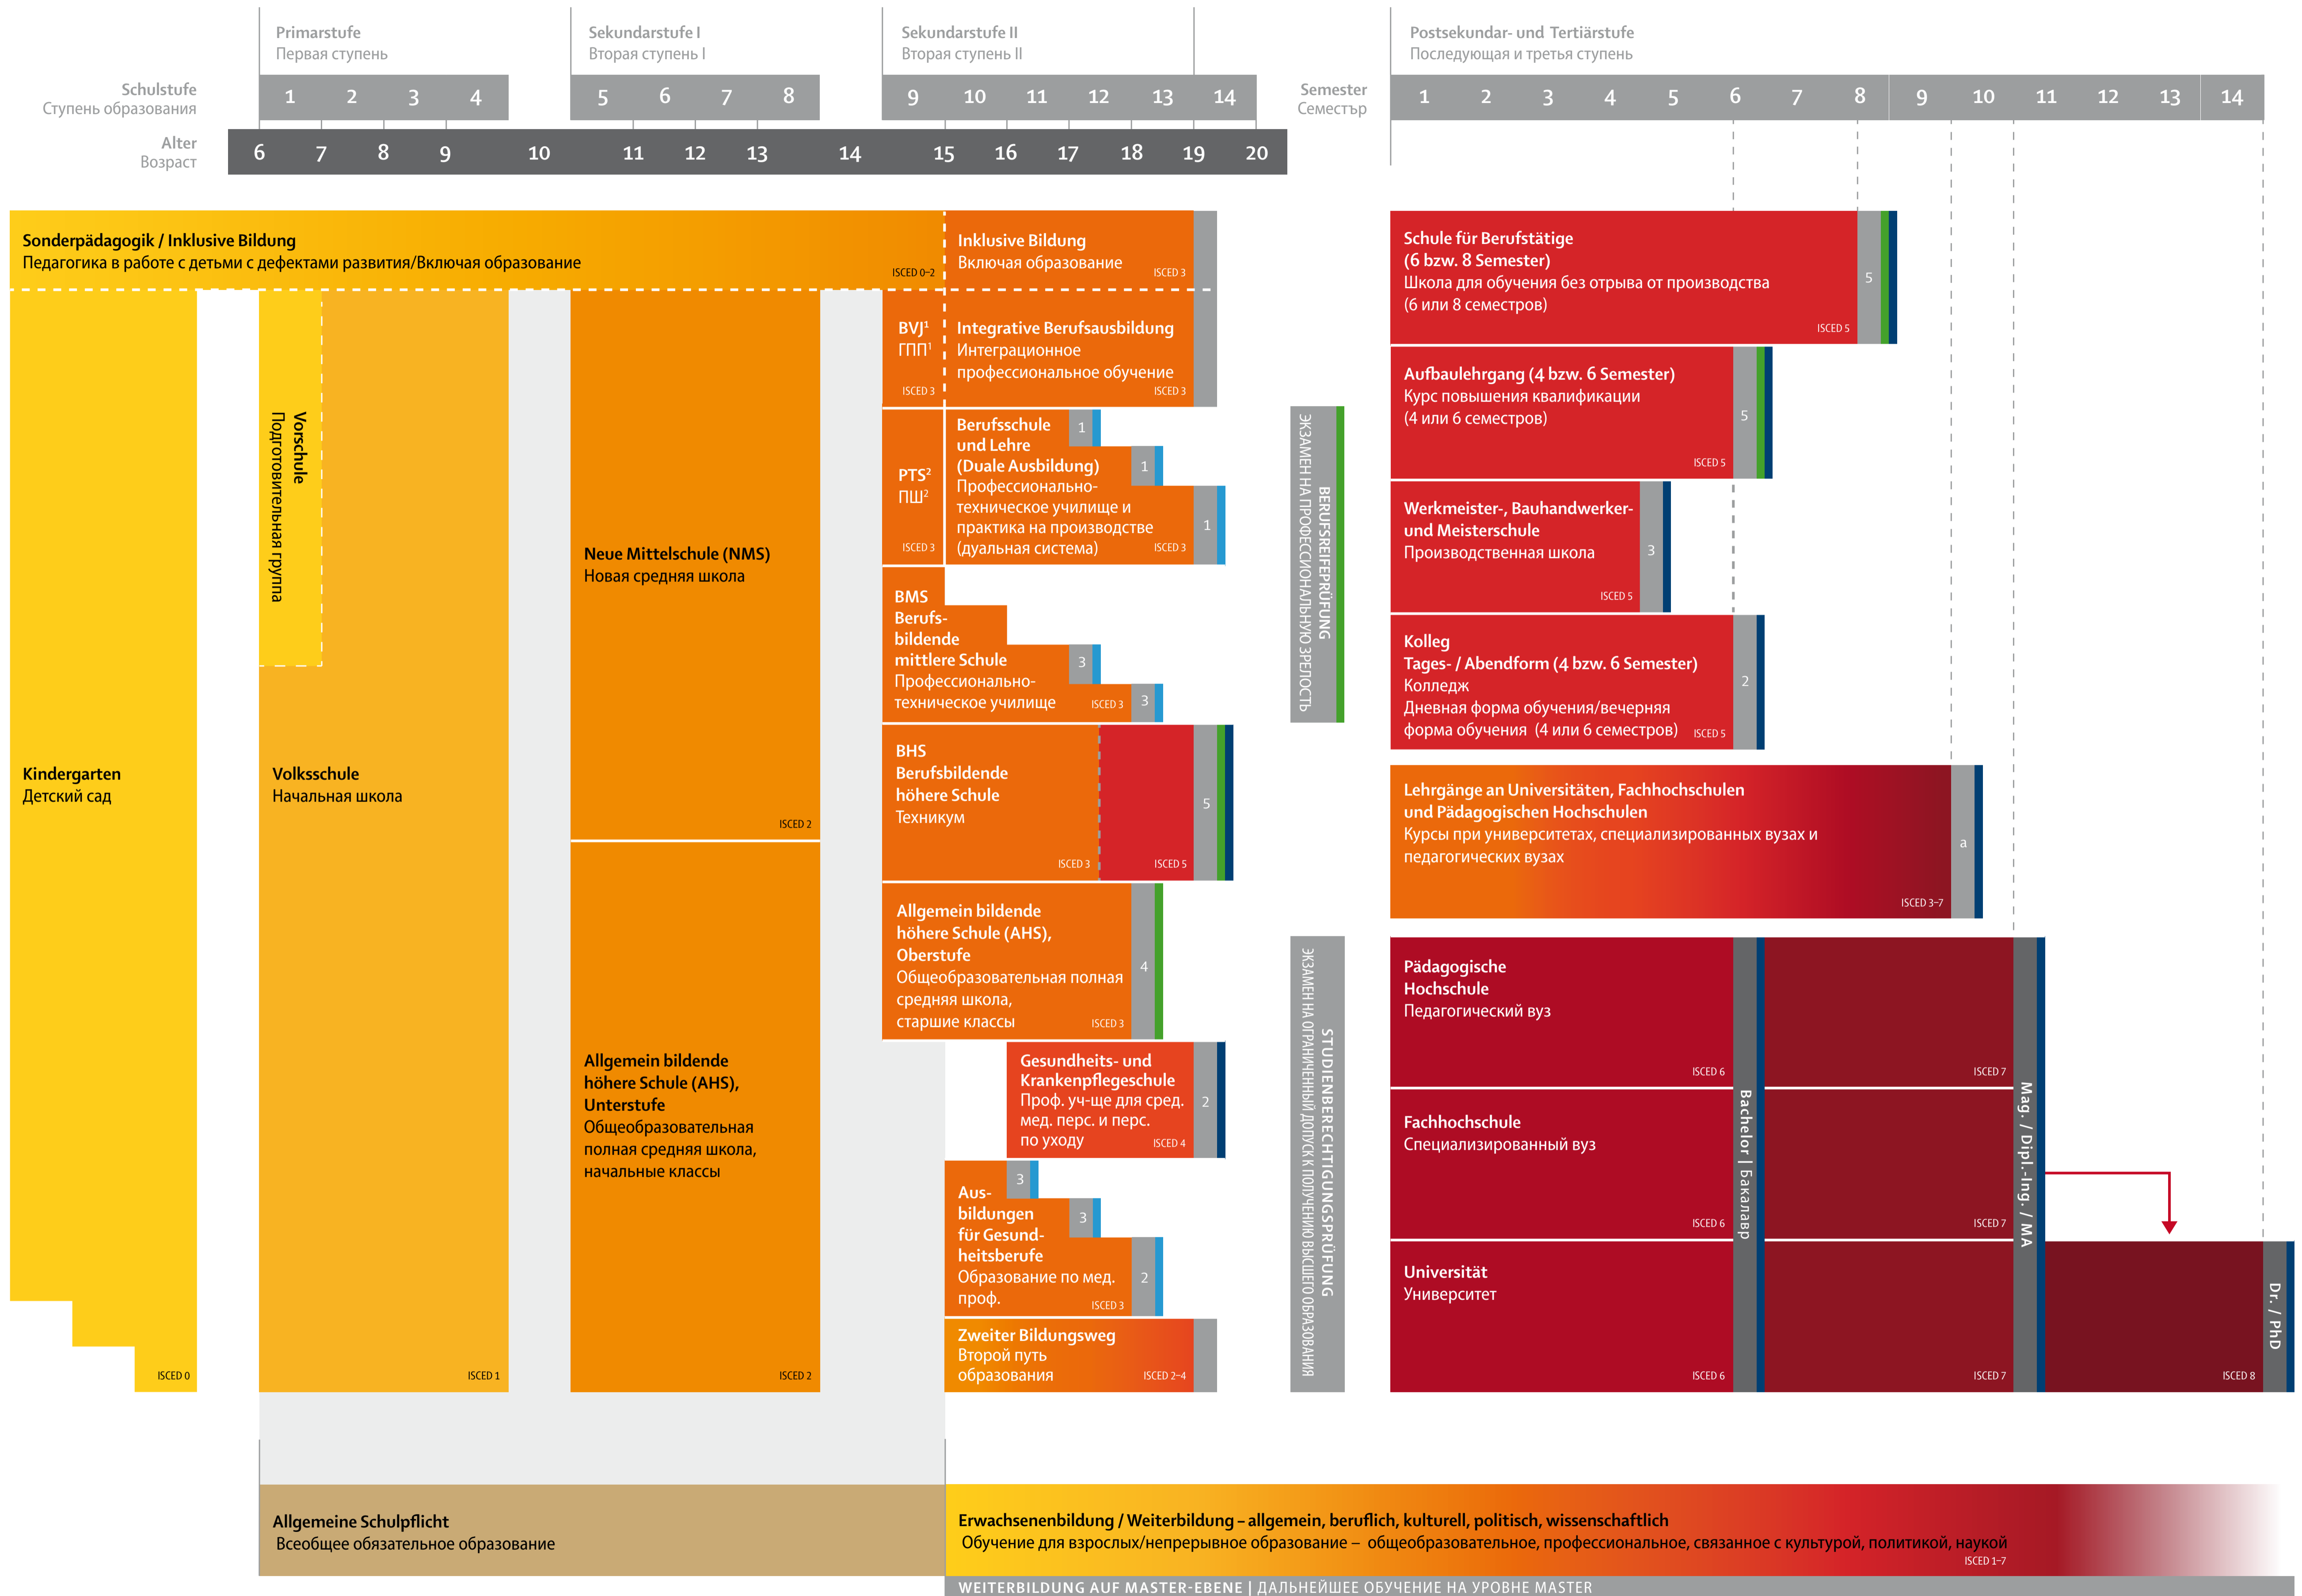 Primarstufe
Первая ступень
Sekundarstufe I
Вторая ступень I
Sekundarstufe II
Вторая ступень II
Postsekundar- und Tertiärstufe
Последующая и третья ступень
Schulstufe
Ступень образования
1 2 3 4 5 6 7 8 9 10 11 12 13 14
Semester
Семестър
1 2 3 4 5 6 7 8 9 10 11 12 13 14
Alter
Возраст
6 7 8 9 10 11 12 13 14 15 16 17 18 19 20
Sonderpädagogik / Inklusive Bildung
Педагогика в работе с детьми с дефектами развития/Включая образование
ISCED 0–2
Inklusive Bildung
Включая образование
ISCED 3
Kindergarten
Детский сад
ISCED 0
Vorschule
Подготовительная группа
Volksschule
Начальная школа
ISCED 1
Neue Mittelschule (NMS)
Новая средняя школа
ISCED 2
Allgemein bildende
höhere Schule (AHS),
Unterstufe
Общеобразовательная
полная средняя школа,
начальные классы
ISCED 2
BVJ¹
ГПП¹
ISCED 3
Integrative Berufsausbildung
Интеграционное
профессиональное обучение
ISCED 3
PTS²
ПШ²
ISCED 3
Berufsschule
und Lehre
(Duale Ausbildung)
Профессионально-
техническое училище и
практика на производстве
(дуальная система)
ISCED 3
1
1
1
BMS
Berufs-
bildende
mittlere Schule
Профессионально-
техническое училище
ISCED 3
3
3
BHS
Berufsbildende
höhere Schule
Техникум
ISCED 3
ISCED 5
5
Allgemein bildende
höhere Schule (AHS),
Oberstufe
Общеобразовательная полная
средняя школа,
старшие классы
ISCED 3
4
Gesundheits- und
Krankenpflegeschule
Проф. уч-ще для сред.
мед. перс. и перс.
по уходу
ISCED 4
2
Aus-
bildungen
für Gesund-
heitsberufe
Образование по мед.
проф.
ISCED 3
3
3
2
Zweiter Bildungsweg
Второй путь
образования
ISCED 2–4
BERUFSREIFEPRÜFUNG
ЭКЗАМЕН НА ПРОФЕССИОНАЛЬНУЮ ЗРЕЛОСТЬ
STUDIENBERECHTIGUNGSPRÜFUNG
ЭКЗАМЕН НА ОГРАНИЧЕННЫЙ ДОПУСК К ПОЛУЧЕНИЮ ВЫСШЕГО ОБРАЗОВАНИЯ
Schule für Berufstätige
(6 bzw. 8 Semester)
Школа для обучения без отрыва от производства
(6 или 8 семестров)
ISCED 5
5
Aufbaulehrgang (4 bzw. 6 Semester)
Курс повышения квалификации
(4 или 6 семестров)
ISCED 5
5
Werkmeister-, Bauhandwerker-
und Meisterschule
Производственная школа
ISCED 5
3
Kolleg
Tages- / Abendform (4 bzw. 6 Semester)
Колледж
Дневная форма обучения/вечерняя
форма обучения (4 или 6 семестров)
ISCED 5
2
Lehrgänge an Universitäten, Fachhochschulen
und Pädagogischen Hochschulen
Курсы при университетах, специализированных вузах и
педагогических вузах
ISCED 3–7
a
Pädagogische
Hochschule
Педагогический вуз
ISCED 6
ISCED 7
Fachhochschule
Специализированный вуз
ISCED 6
ISCED 7
Universität
Университет
ISCED 6
ISCED 7
ISCED 8
Bachelor | Бакалавр
Mag. / Dipl.-Ing. / MA
Dr. / PhD
Allgemeine Schulpflicht
Всеобщее обязательное образование
Erwachsenenbildung / Weiterbildung – allgemein, beruflich, kulturell, politisch, wissenschaftlich
Обучение для взрослых/непрерывное образование – общеобразовательное, профессиональное, связанное с культурой, политикой, наукой
ISCED 1–7
WEITERBILDUNG AUF MASTER-EBENE | ДАЛЬНЕЙШЕЕ ОБУЧЕНИЕ НА УРОВНЕ MASTER